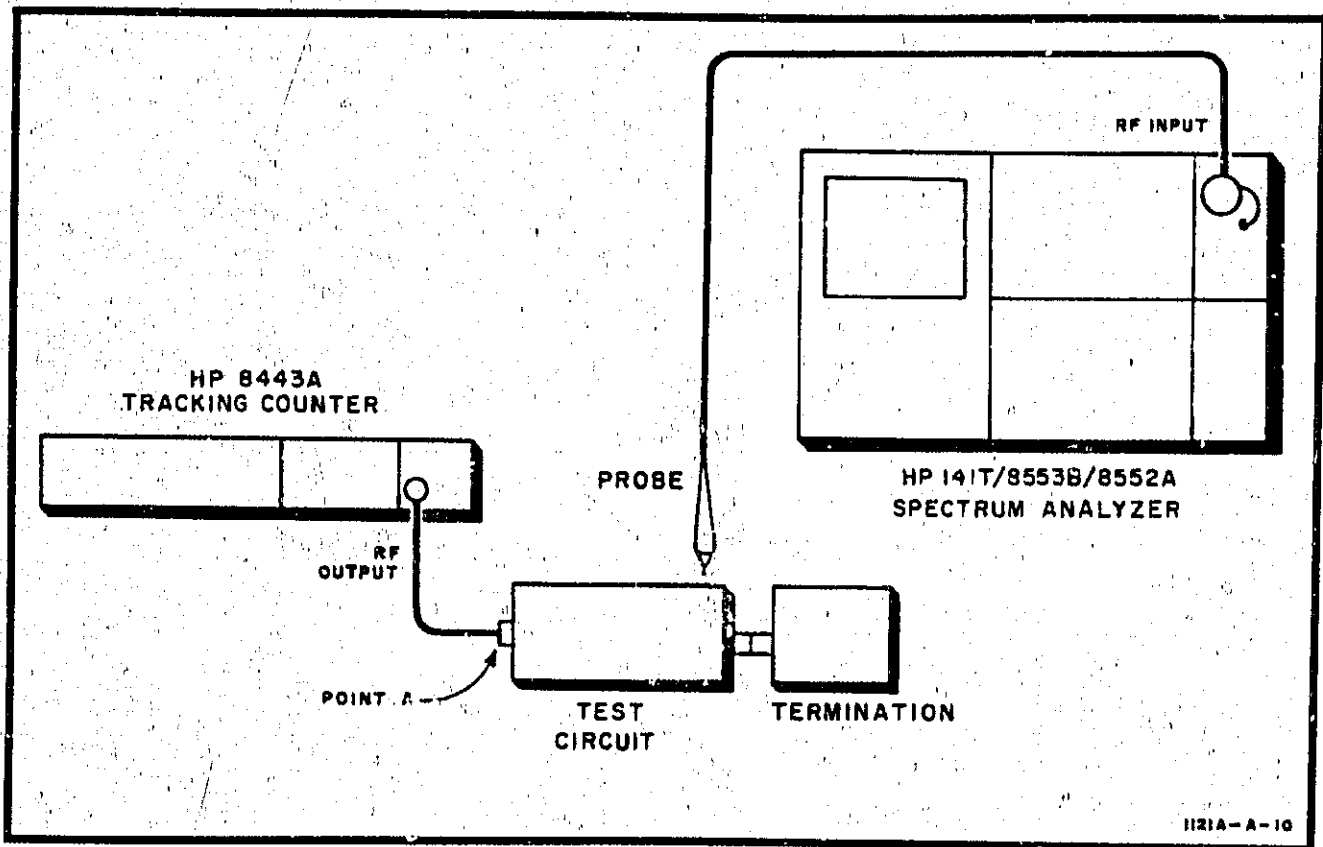 RF INPUT
HP 8443A
TRACKING COUNTER
PROBE
HP 141T/8553B/8552A
SPECTRUM ANALYZER
RF
OUTPUT
POINT A
TEST
CIRCUIT
TERMINATION
1121A-A-10